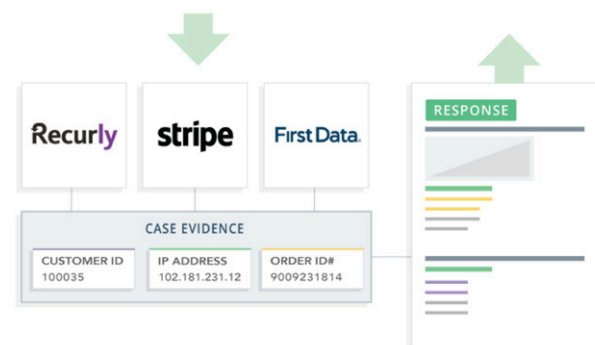 Recurly
stripe
First Data.
RESPONSE
CASE EVIDENCE
CUSTOMER ID
100035
IP ADDRESS
102.181.231.12
ORDER ID#
9009231814